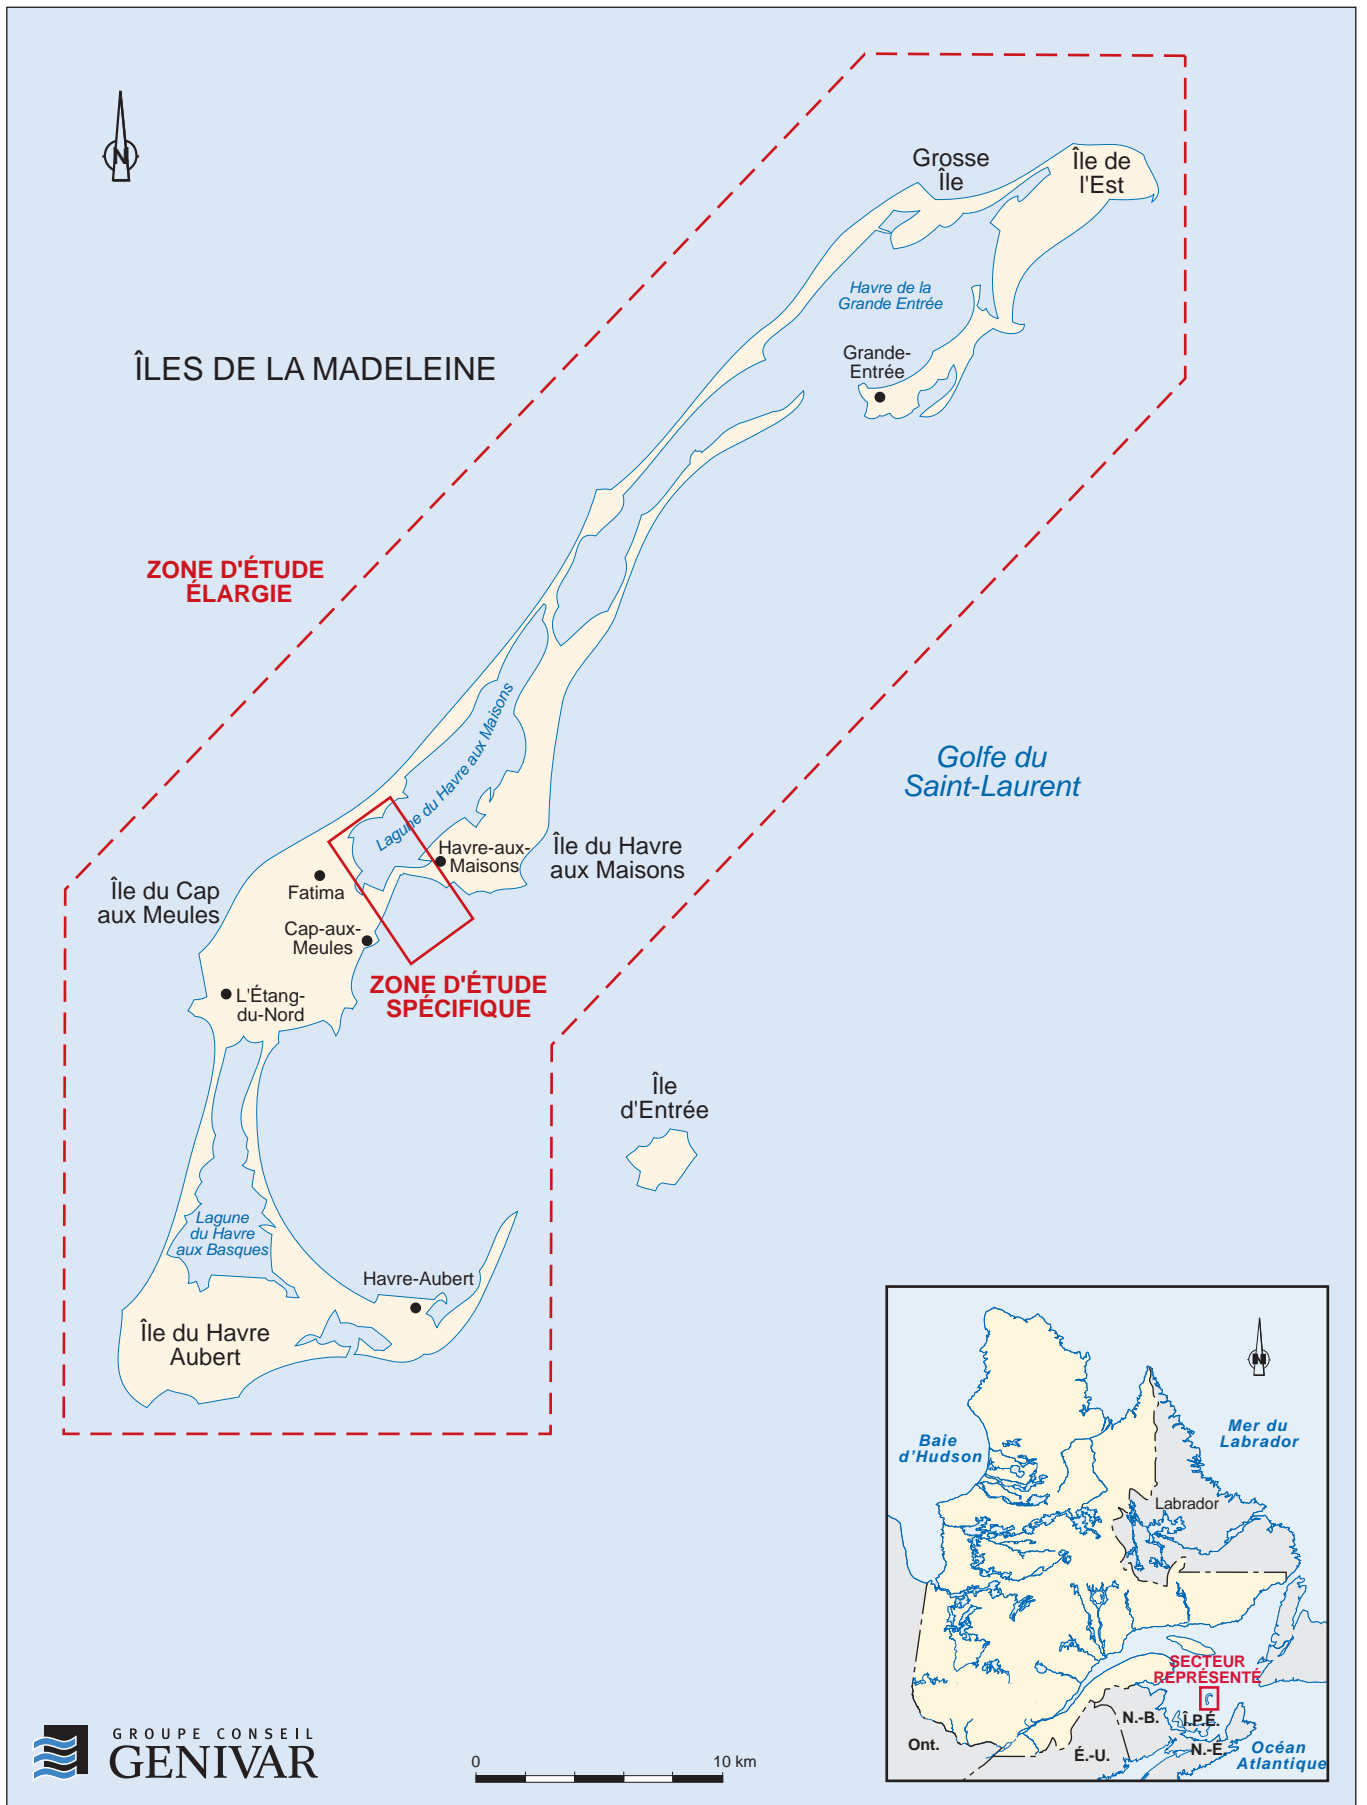 N
Grosse
Île
Île de
l'Est
Havre de la
Grande Entrée
Grande-
Entrée
ÎLES DE LA MADELEINE
ZONE D'ÉTUDE
ÉLARGIE
Lagune du Havre aux Maisons
Golfe du
Saint-Laurent
Havre-aux-
Maisons
Île du Havre
aux Maisons
Fatima
Île du Cap
aux Meules
Cap-aux-
Meules
L'Étang-
du-Nord
ZONE D'ÉTUDE
SPÉCIFIQUE
Île
d'Entrée
Lagune
du Havre
aux Basques
Havre-Aubert
Île du Havre
Aubert
N
Baie
d'Hudson
Mer du
Labrador
Labrador
SECTEUR
REPRÉSENTÉ
N.-B.
Î.P.É.
Ont.
É.-U.
N.-É.
Océan
Atlantique
GROUPE CONSEIL
GENIVAR
0 10 km